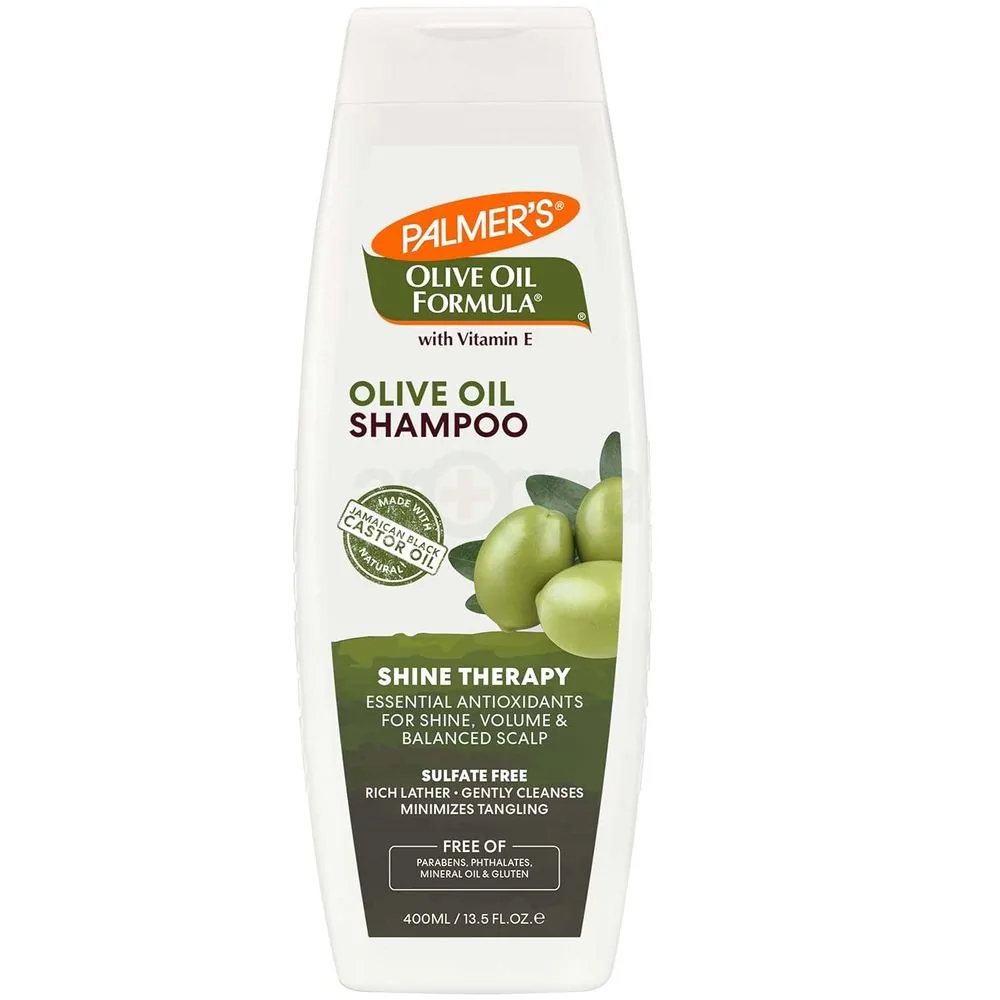 PALMER'S®
OLIVE OIL
FORMULA®
®
with Vitamin E
OLIVE OIL
SHAMPOO
MADE WITH
JAMAICAN BLACK
CASTOR OIL
NATURAL
SHINE THERAPY
ESSENTIAL ANTIOXIDANTS
FOR SHINE, VOLUME &
BALANCED SCALP
SULFATE FREE
RICH LATHER • GENTLY CLEANSES
MINIMIZES TANGLING
FREE OF
PARABENS, PHTHALATES,
MINERAL OIL & GLUTEN
400ML / 13.5 FL.OZ.℮